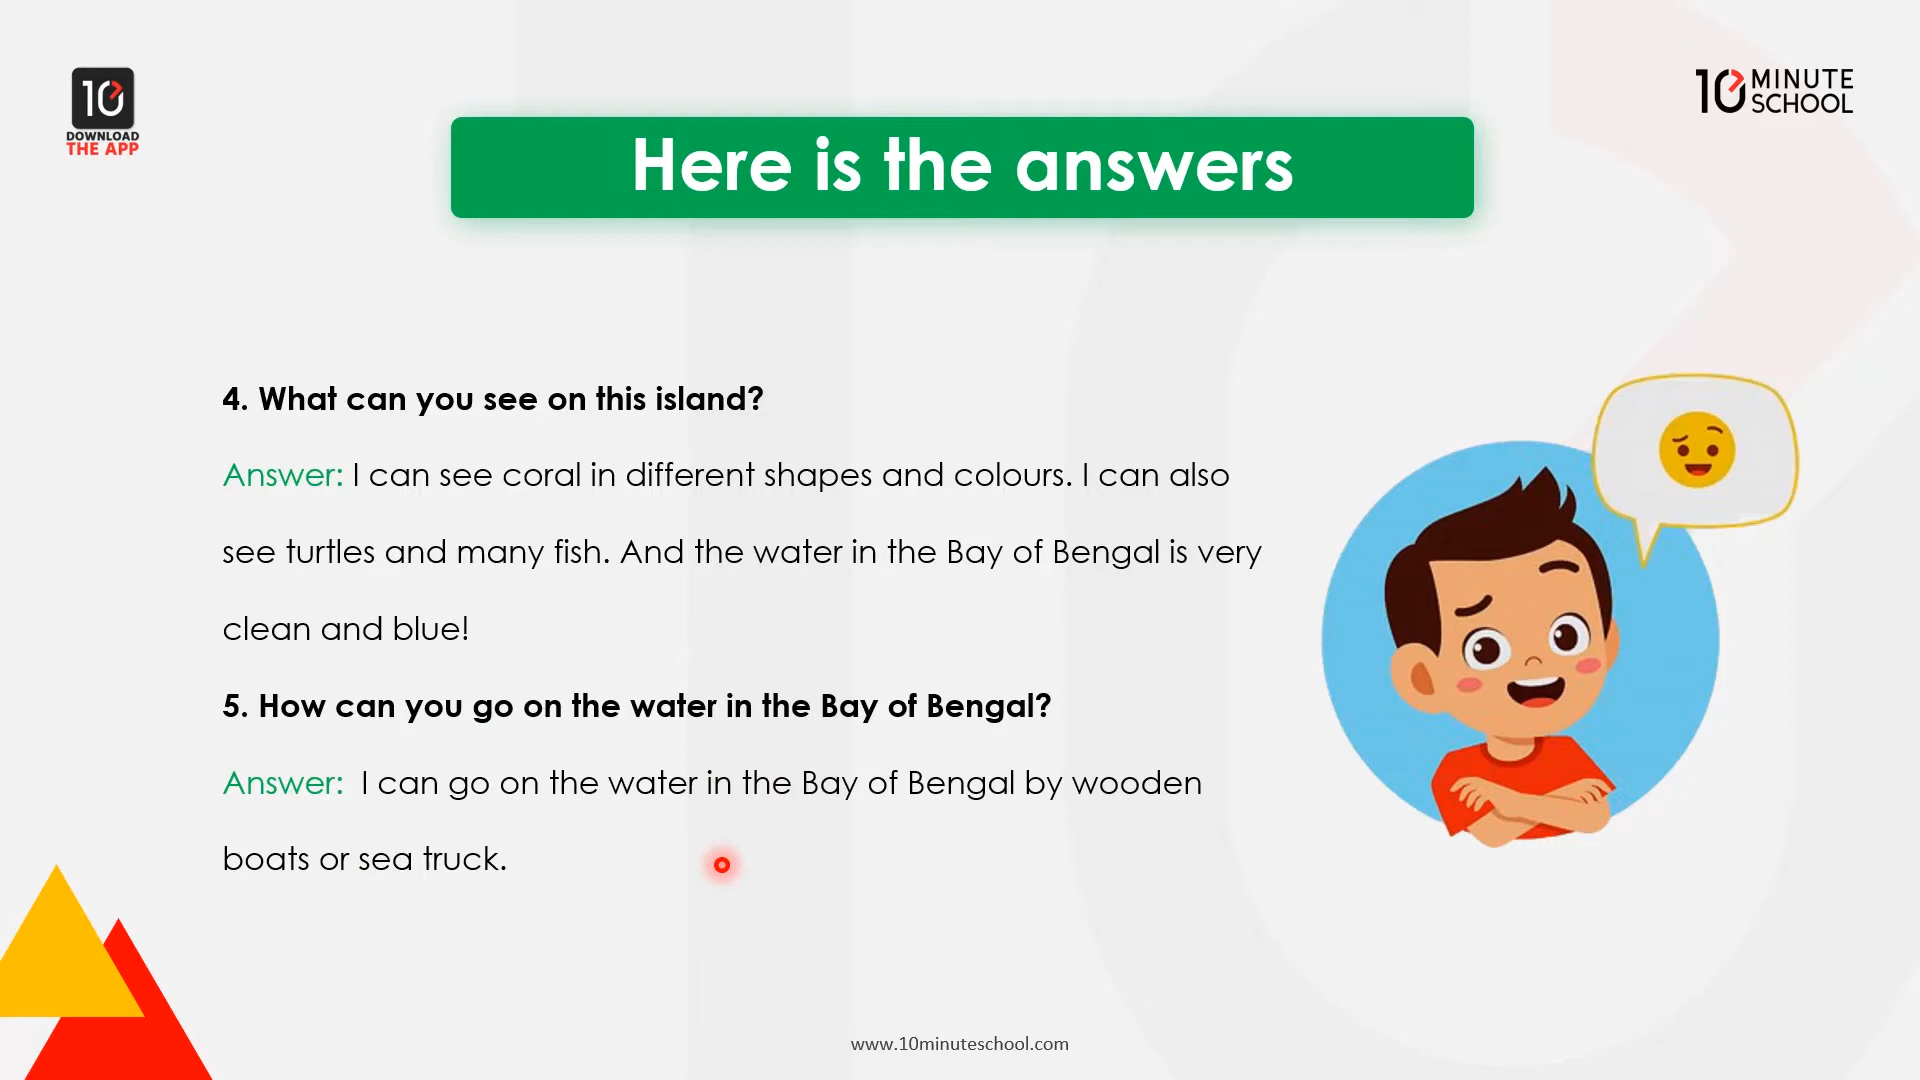 10
DOWNLOAD
THE APP
10 MINUTE
SCHOOL
Here is the answers
4. What can you see on this island?
Answer: I can see coral in different shapes and colours. I can also
see turtles and many fish. And the water in the Bay of Bengal is very
clean and blue!
5. How can you go on the water in the Bay of Bengal?
Answer: I can go on the water in the Bay of Bengal by wooden
boats or sea truck.
www.10minuteschool.com